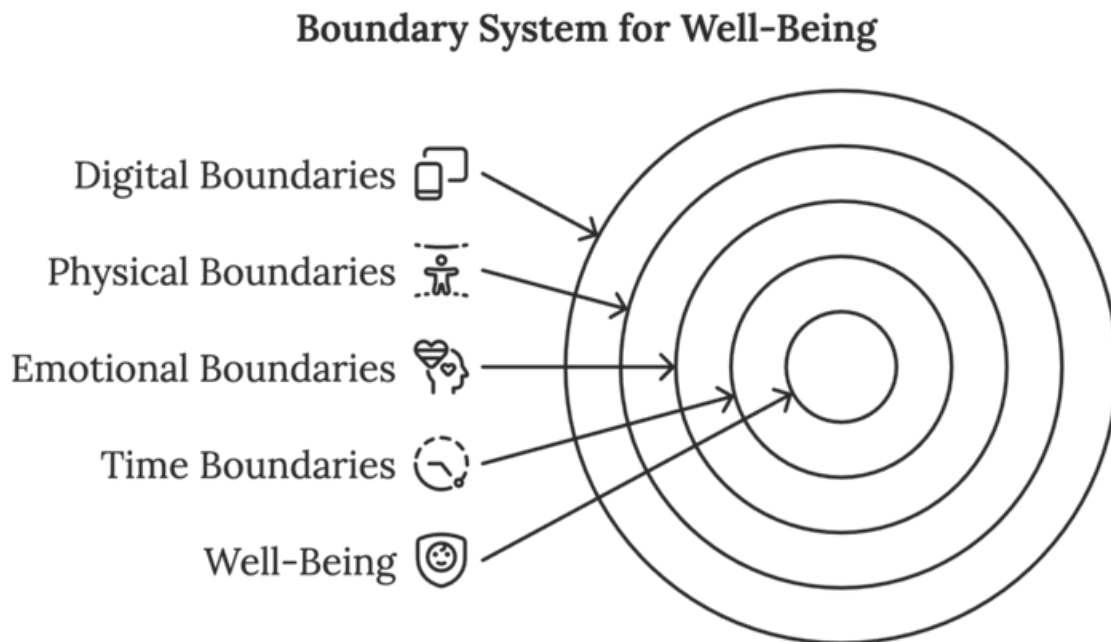 Boundary System for Well-Being
Digital Boundaries
Physical Boundaries
Emotional Boundaries
Time Boundaries
Well-Being